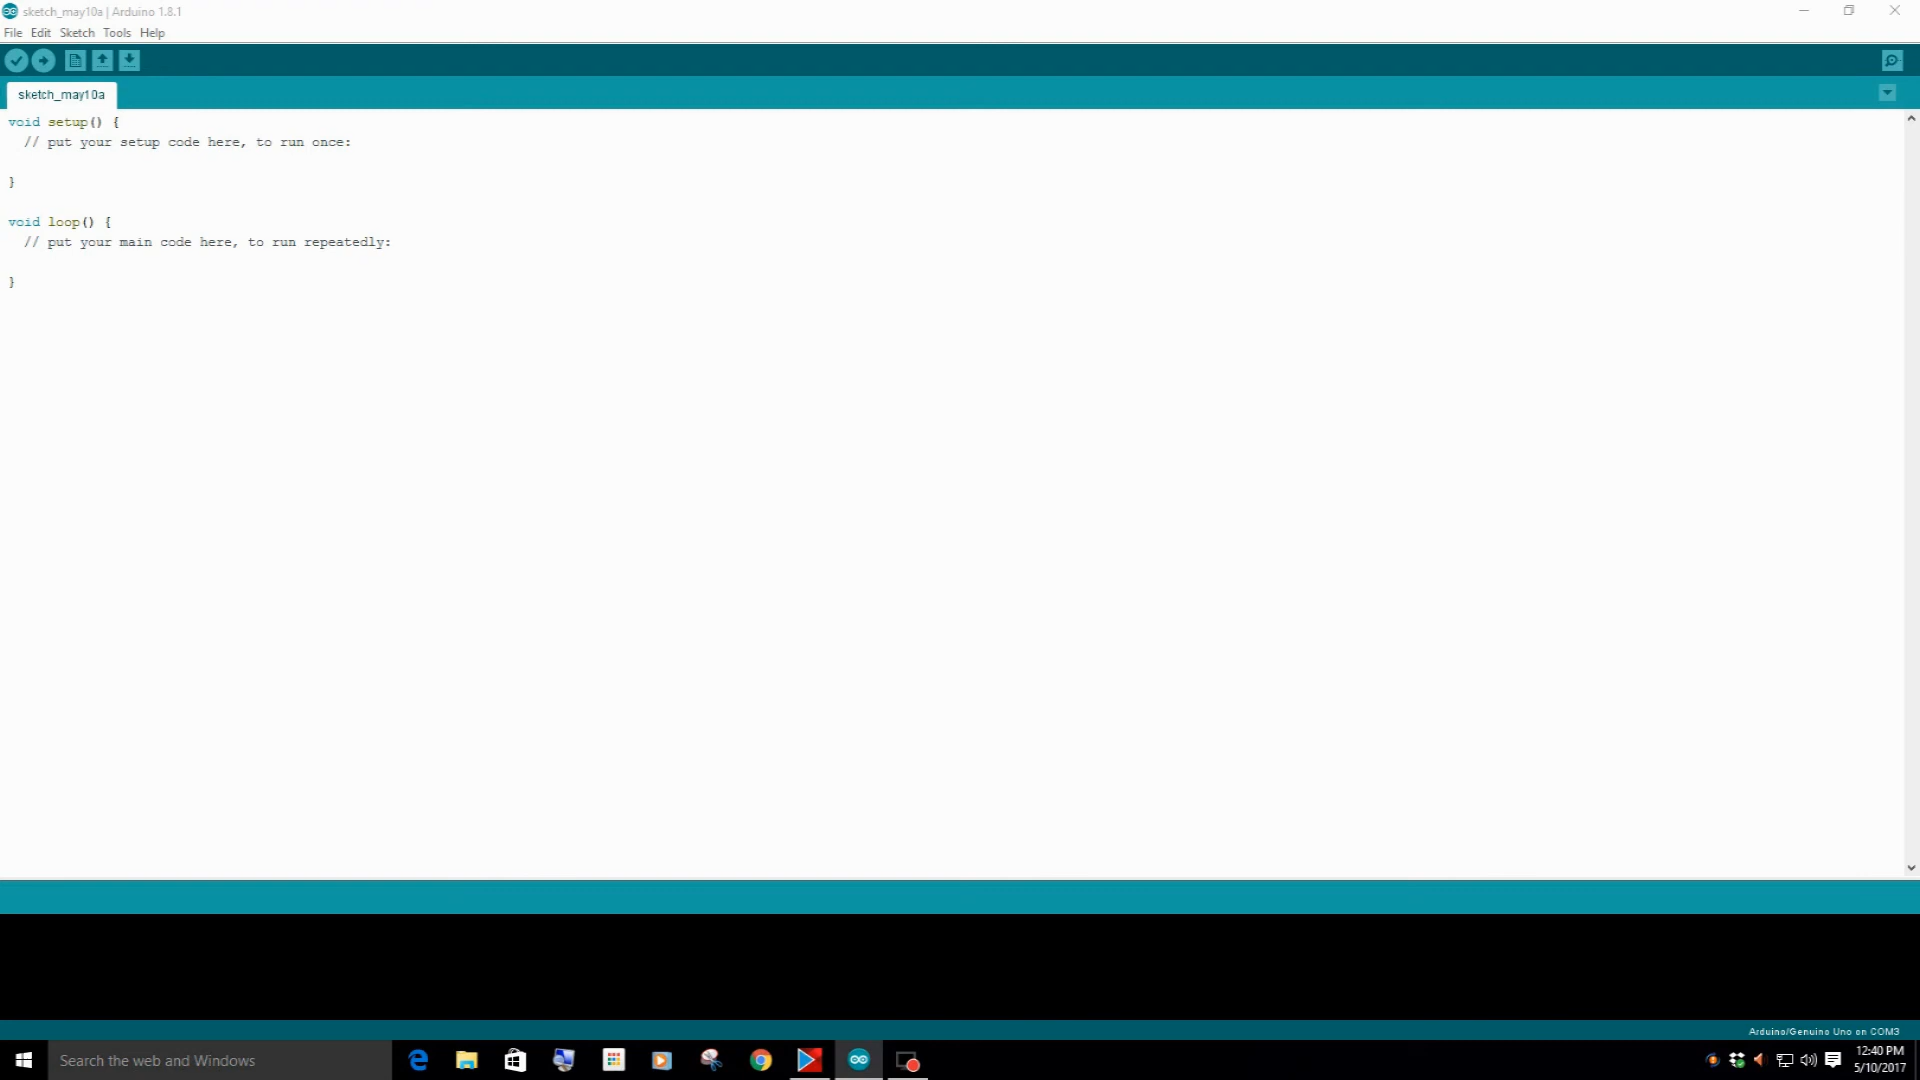 sketch_may10a | Arduino 1.8.1
File Edit Sketch Tools Help
sketch_may10a
void setup() {
  // put your setup code here, to run once:
}
void loop() {
  // put your main code here, to run repeatedly:
}
Arduino/Genuino Uno on COM3
Search the web and Windows
12:40 PM
5/10/2017